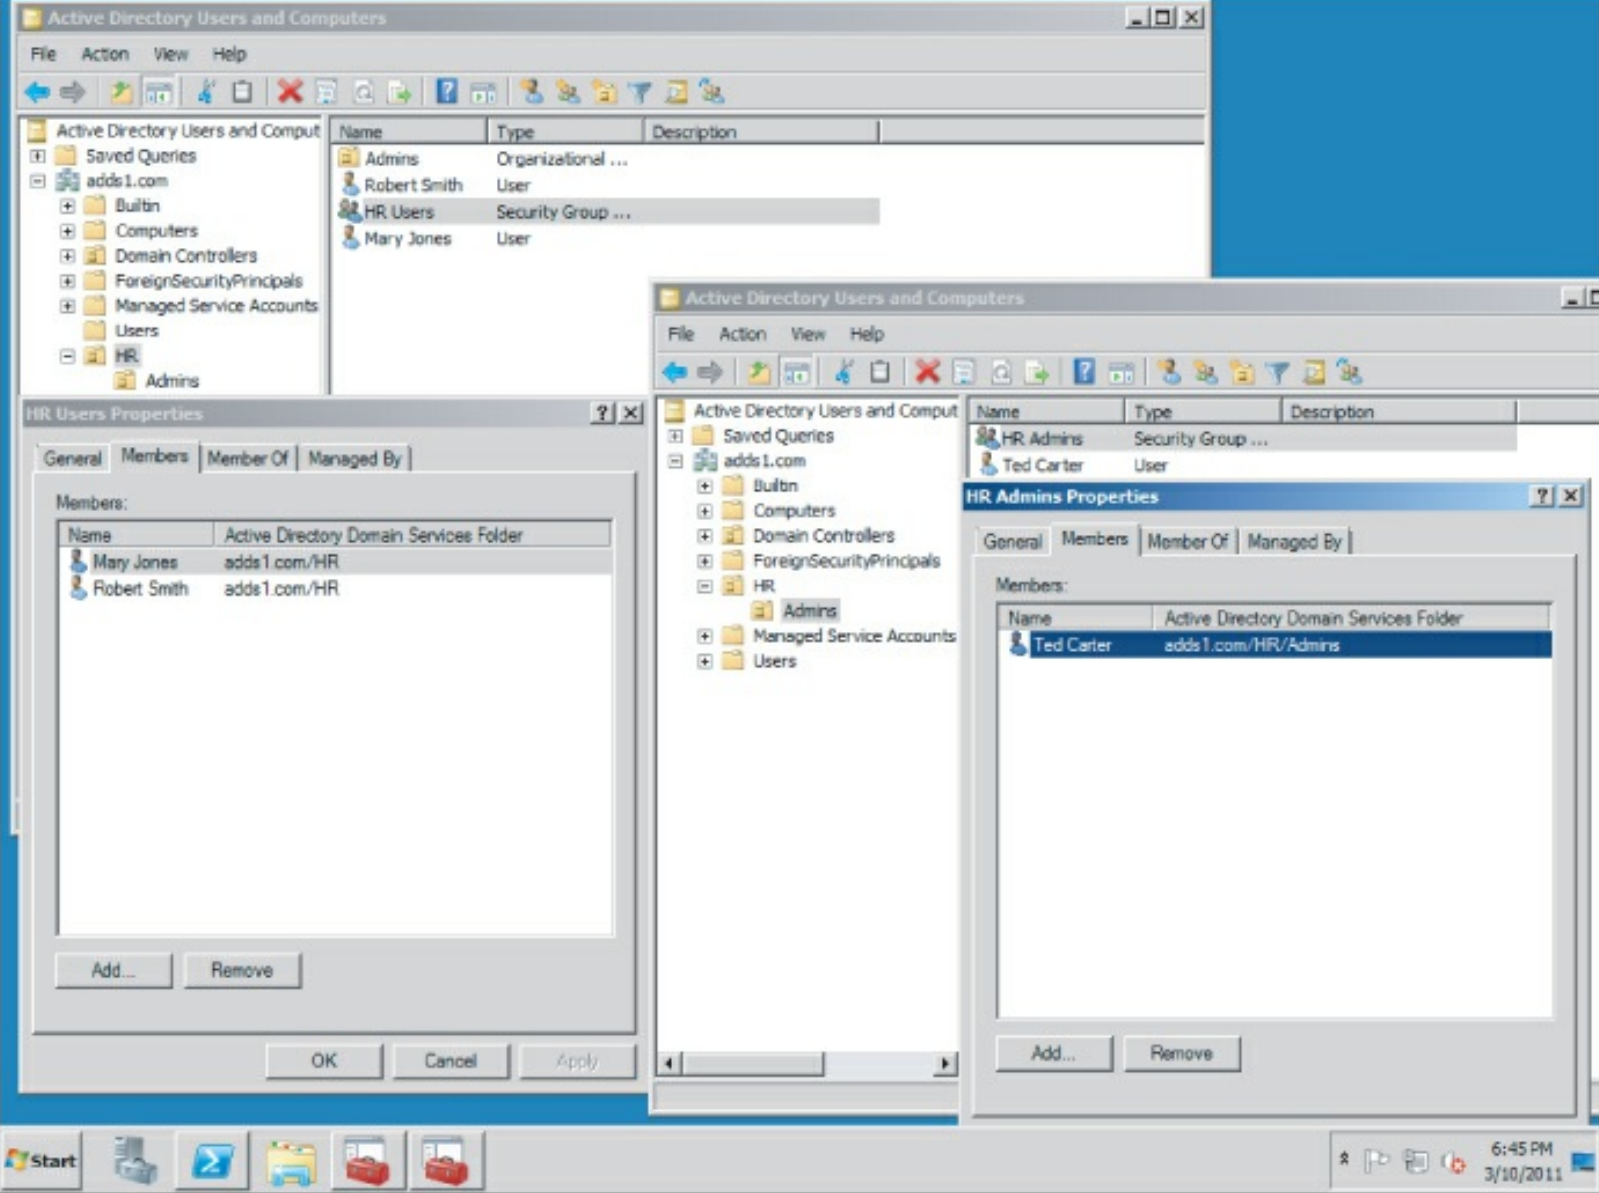 Active Directory Users and Computers
File Action View Help
Active Directory Users and Comput
Saved Queries
adds1.com
Builtin
Computers
Domain Controllers
ForeignSecurityPrincipals
Managed Service Accounts
Users
HR
Admins
Name Type Description
Admins Organizational ...
Robert Smith User
HR Users Security Group ...
Mary Jones User
HR Users Properties
General Members Member Of Managed By
Members:
Name Active Directory Domain Services Folder
Mary Jones adds1.com/HR
Robert Smith adds1.com/HR
Add... Remove
OK Cancel Apply
Active Directory Users and Computers
File Action View Help
Active Directory Users and Comput
Saved Queries
adds1.com
Builtin
Computers
Domain Controllers
ForeignSecurityPrincipals
HR
Admins
Managed Service Accounts
Users
Name Type Description
HR Admins Security Group ...
Ted Carter User
HR Admins Properties
General Members Member Of Managed By
Members:
Name Active Directory Domain Services Folder
Ted Carter adds1.com/HR/Admins
Add... Remove
Start
6:45 PM
3/10/2011